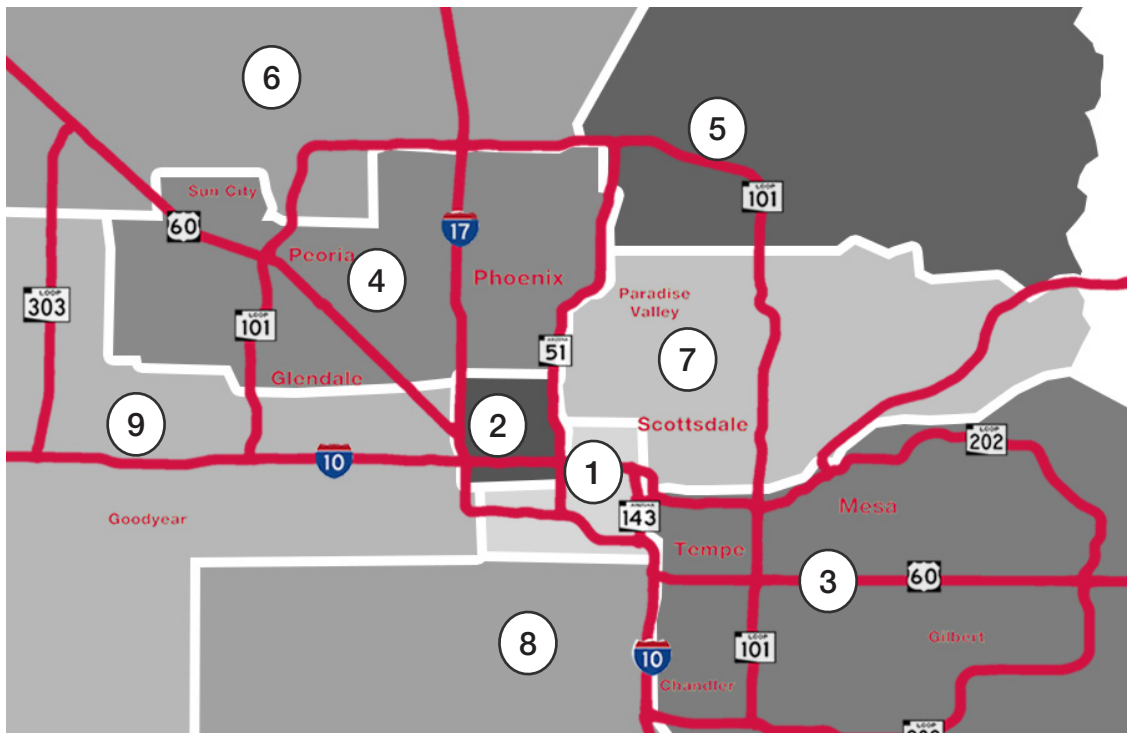 6
5
Sun City
LOOP
101
60
17
Peoria
4
Phoenix
LOOP
303
LOOP
101
Paradise
Valley
ARIZONA
51
7
Glendale
9
2
Scottsdale
LOOP
202
10
1
Goodyear
143
Mesa
Tempe
3
60
8
LOOP
101
Gilbert
10
Chandler
LOOP